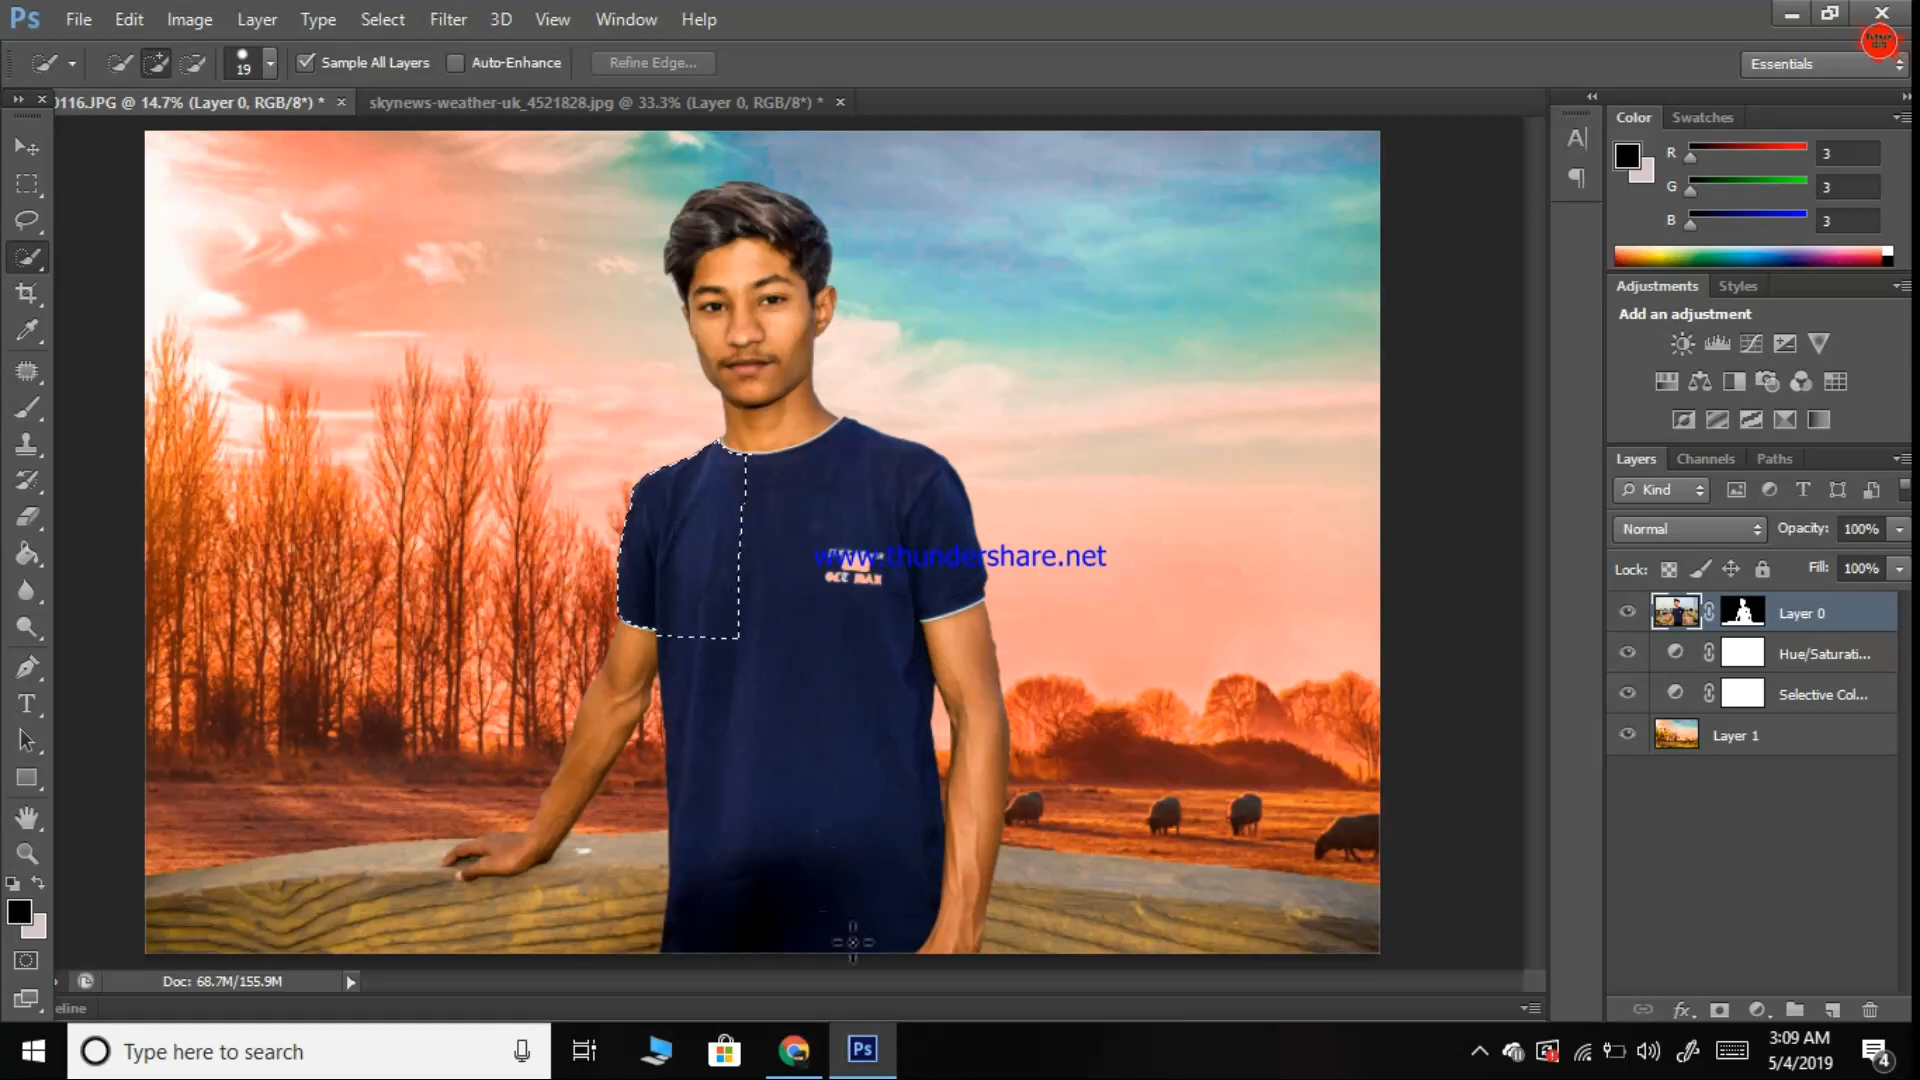 Ps File Edit Image Layer Type Select Filter 3D View Window Help
19 Sample All Layers Auto-Enhance Refine Edge... Essentials
0116.JPG @ 14.7% (Layer 0, RGB/8*) * skynews-weather-uk_4521828.jpg @ 33.3% (Layer 0, RGB/8*) *
Color Swatches
R 3
G 3
B 3
Adjustments Styles
Add an adjustment
Layers Channels Paths
Kind
Normal Opacity: 100%
Lock: Fill: 100%
Layer 0
Hue/Saturati...
Selective Col...
Layer 1
www.thundershare.net
Doc: 68.7M/155.9M
eline
Type here to search
Ps
3:09 AM
5/4/2019
4